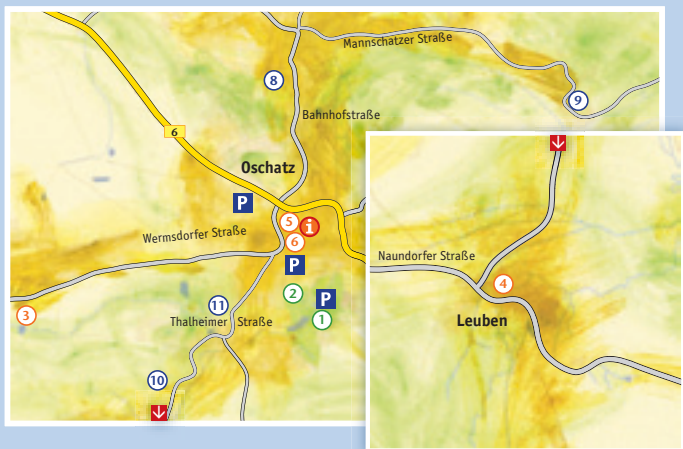 Mannschatzer Straße
8
9
Bahnhofstraße
6
Oschatz
P
5
i
Wermsdorfer Straße
6
P
Naundorfer Straße
2
P
4
11
3
Thalheimer Straße
1
Leuben
10